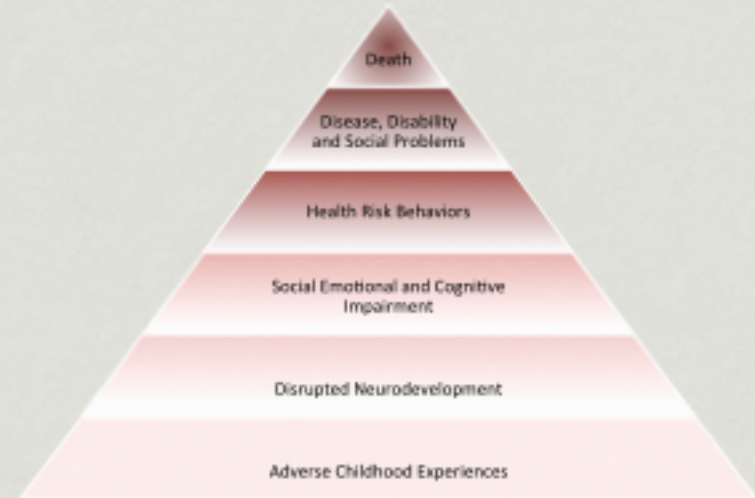 Death
Disease, Disability
and Social Problems
Health Risk Behaviors
Social Emotional and Cognitive
Impairment
Disrupted Neurodevelopment
Adverse Childhood Experiences